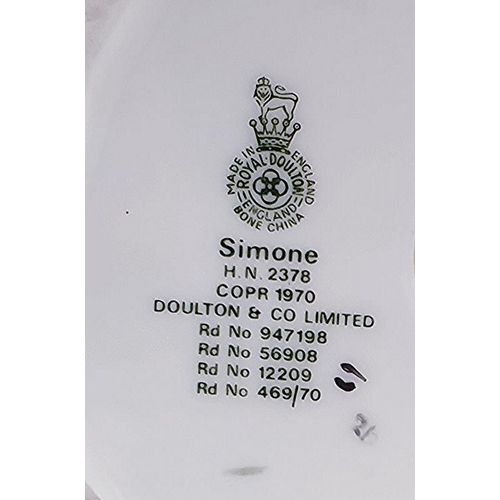 MADE IN ENGLAND
ROYAL·DOULTON
ENGLAND
BONE CHINA
Simone
H.N. 2378
COPR 1970
DOULTON & CO LIMITED
Rd No 947198
Rd No 56908
Rd No 12209
Rd No 469/70